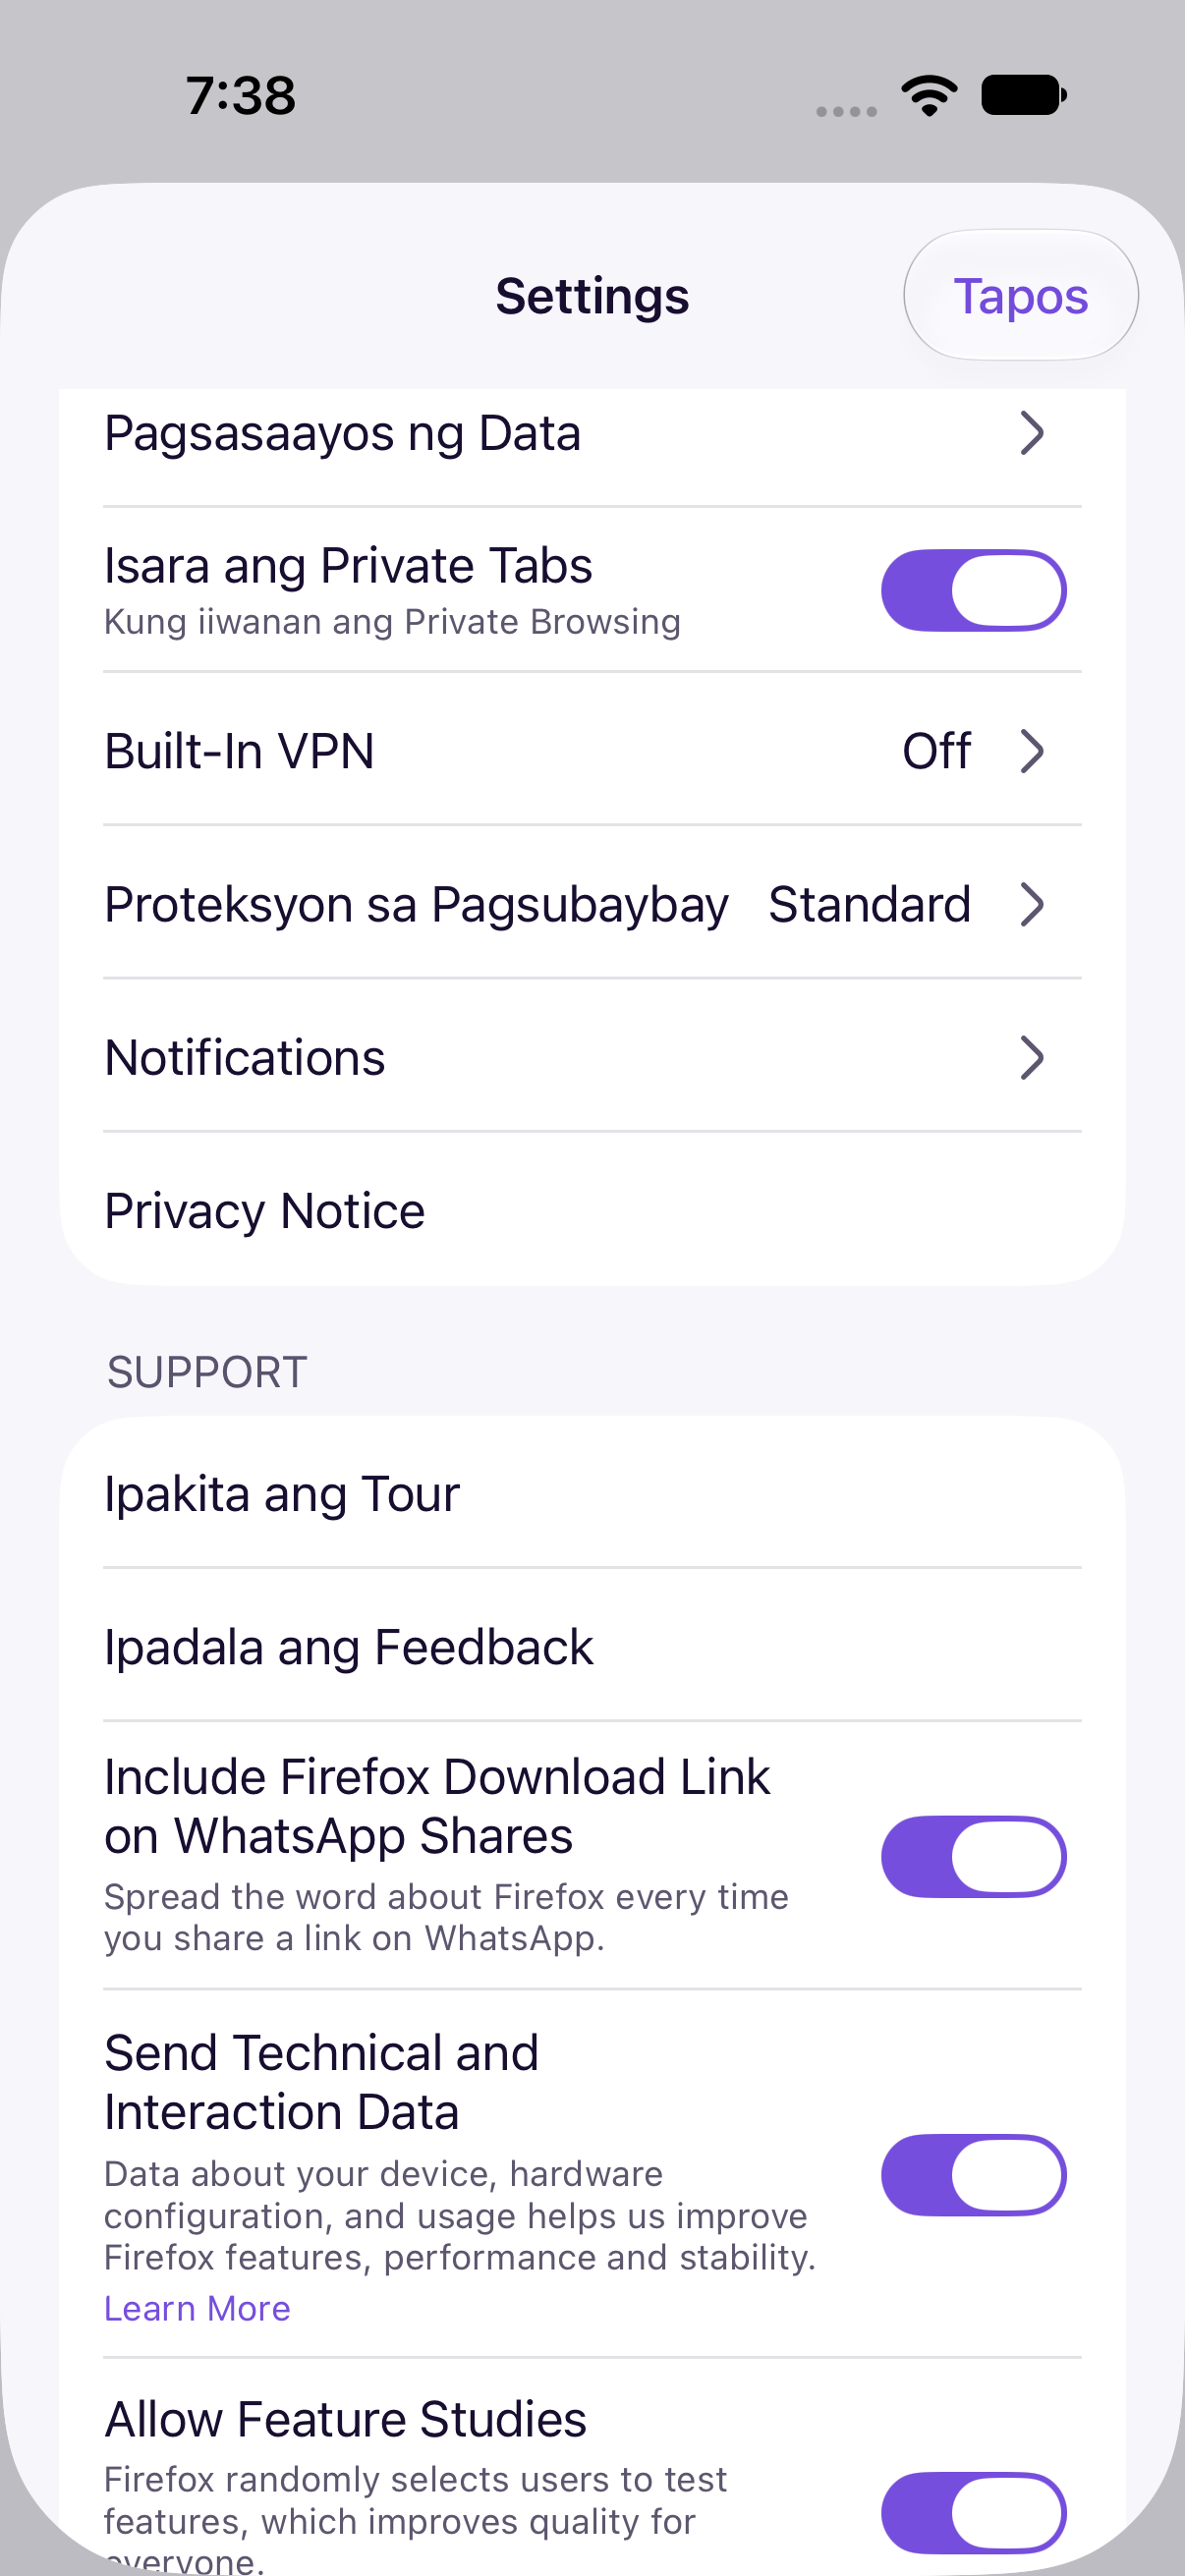 7:38
Settings
Tapos
Pagsasaayos ng Data
Isara ang Private Tabs
Kung iiwanan ang Private Browsing
Built-In VPN
Off
Proteksyon sa Pagsubaybay
Standard
Notifications
Privacy Notice
SUPPORT
Ipakita ang Tour
Ipadala ang Feedback
Include Firefox Download Link
on WhatsApp Shares
Spread the word about Firefox every time
you share a link on WhatsApp.
Send Technical and
Interaction Data
Data about your device, hardware
configuration, and usage helps us improve
Firefox features, performance and stability.
Learn More
Allow Feature Studies
Firefox randomly selects users to test
features, which improves quality for
everyone.